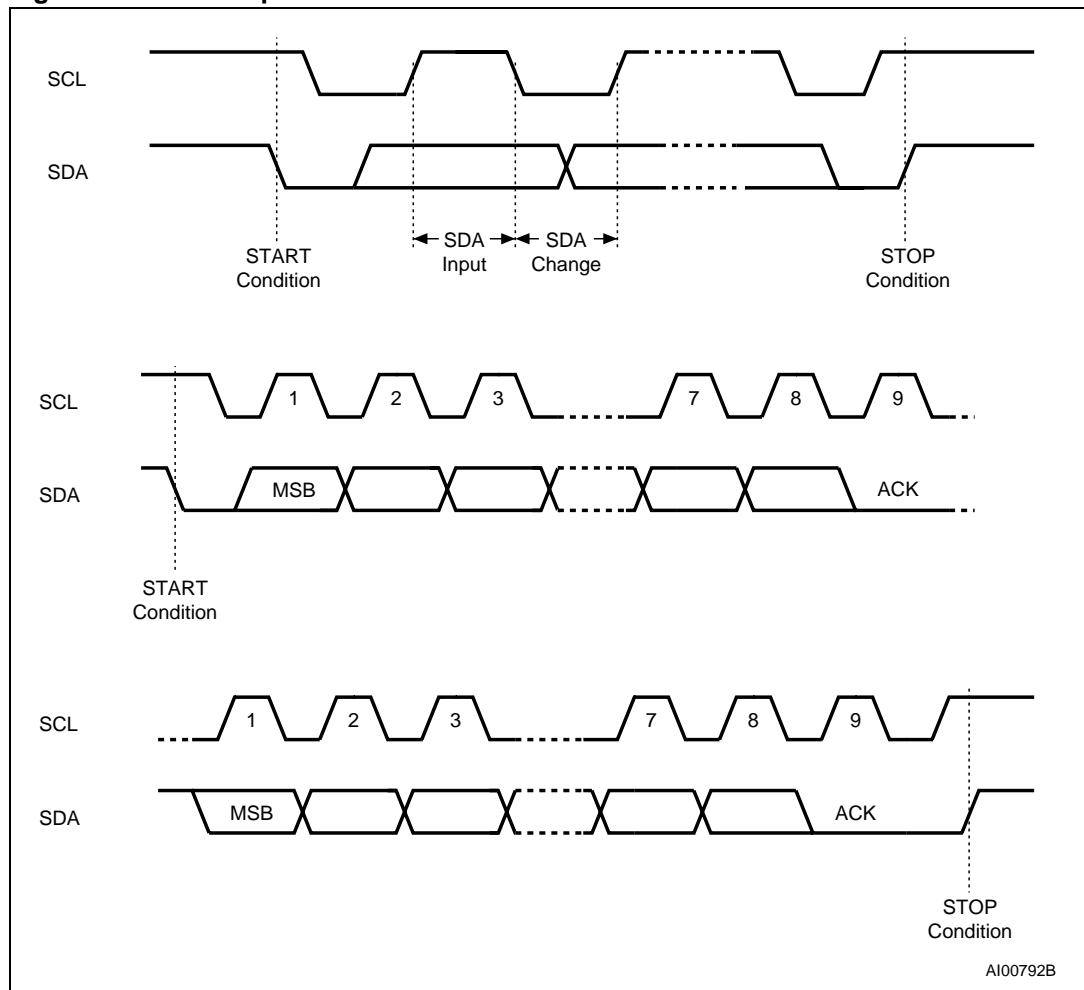 SCL
SDA
SDA
Input
SDA
Change
START
Condition
STOP
Condition
SCL
1 2 3 7 8 9
SDA
MSB
ACK
START
Condition
SCL
1 2 3 7 8 9
SDA
MSB
ACK
STOP
Condition
AI00792B